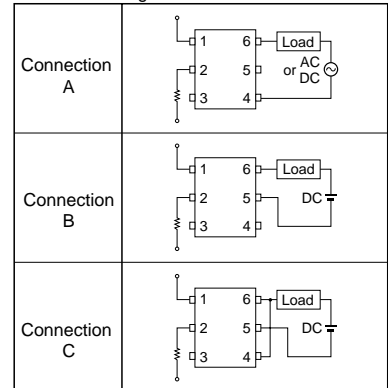 Connection
A
1 6 Load
2 5 or AC
DC
3 4
Connection
B
1 6 Load
2 5 DC
3 4
Connection
C
1 6 Load
2 5 DC
3 4